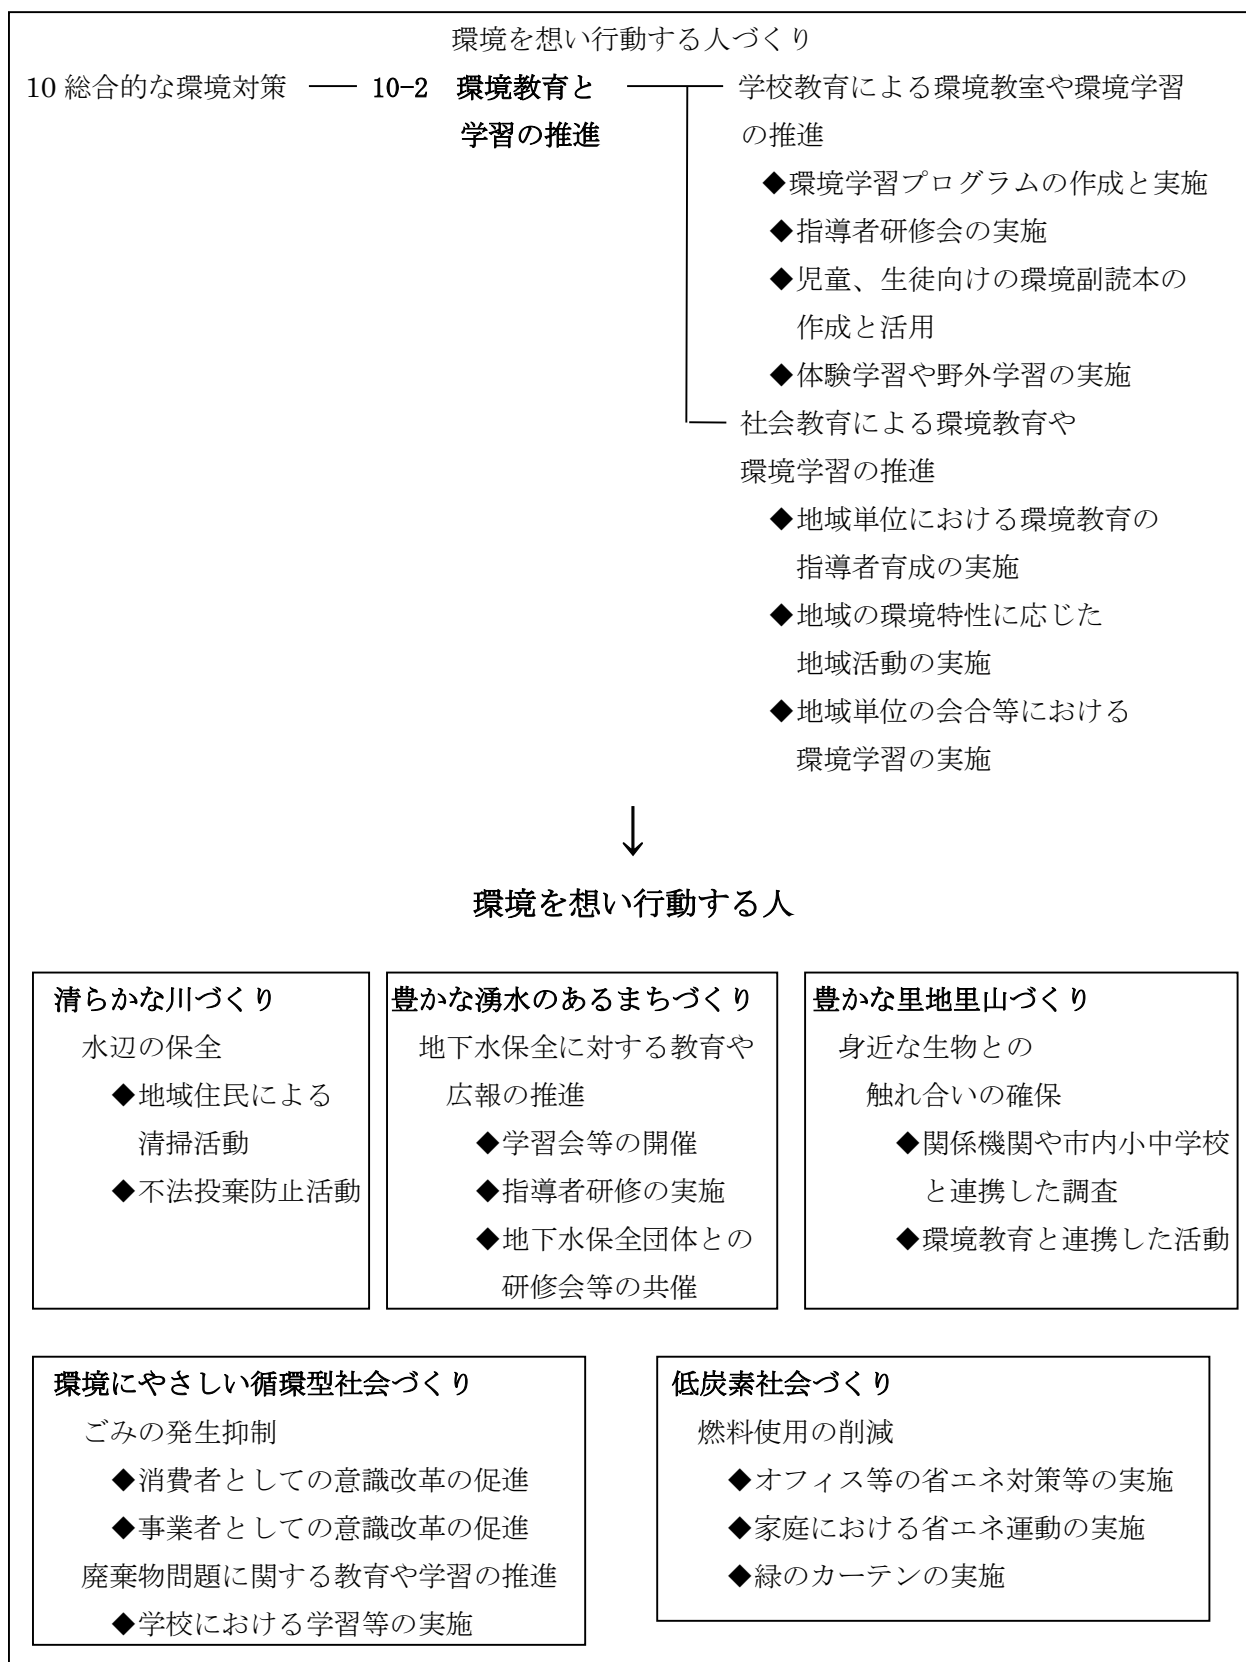 環境を想い行動する人づくり
10 総合的な環境対策 10-2 環境教育と
学習の推進
学校教育による環境教室や環境学習
の推進
◆環境学習プログラムの作成と実施
◆指導者研修会の実施
◆児童、生徒向けの環境副読本の
作成と活用
◆体験学習や野外学習の実施
社会教育による環境教育や
環境学習の推進
◆地域単位における環境教育の
指導者育成の実施
◆地域の環境特性に応じた
地域活動の実施
◆地域単位の会合等における
環境学習の実施
↓
環境を想い行動する人
清らかな川づくり
水辺の保全
◆地域住民による
清掃活動
◆不法投棄防止活動
豊かな湧水のあるまちづくり
地下水保全に対する教育や
広報の推進
◆学習会等の開催
◆指導者研修の実施
◆地下水保全団体との
研修会等の共催
豊かな里地里山づくり
身近な生物との
触れ合いの確保
◆関係機関や市内小中学校
と連携した調査
◆環境教育と連携した活動
環境にやさしい循環型社会づくり
ごみの発生抑制
◆消費者としての意識改革の促進
◆事業者としての意識改革の促進
廃棄物問題に関する教育や学習の推進
◆学校における学習等の実施
低炭素社会づくり
燃料使用の削減
◆オフィス等の省エネ対策等の実施
◆家庭における省エネ運動の実施
◆緑のカーテンの実施